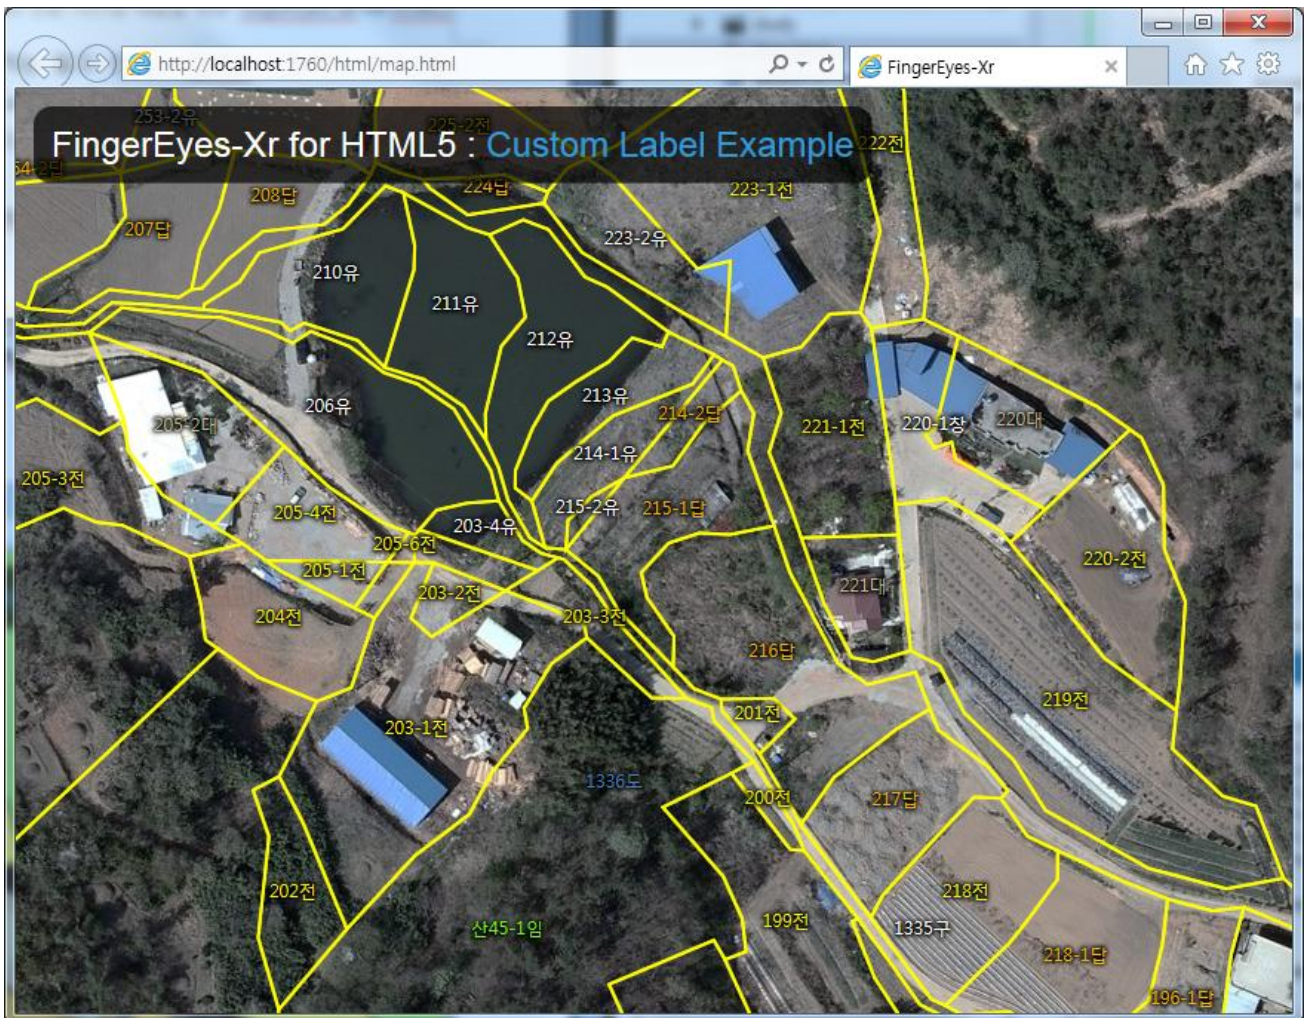 http://localhost:1760/html/map.html
FingerEyes-Xr
FingerEyes-Xr for HTML5 : Custom Label Example
253-2유
225-2전
222전
54-2답
208답
224답
223-1전
207답
223-2유
210유
211유
212유
213유
206유
214-2답
205-2대
221-1전
220-1창
220대
214-1유
205-3전
205-4전
215-2유
215-1답
203-4유
205-6전
220-2전
205-1전
203-2전
221대
204전
203-3전
216답
219전
201전
203-1전
1336도
200전
217답
202전
218전
199전
산45-1임
1335구
218-1답
196-1답